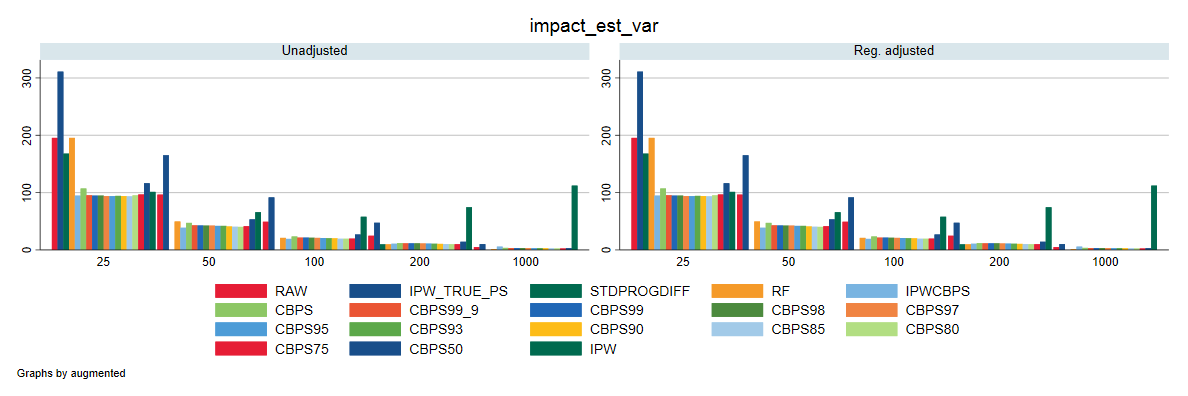 impact_est_var
Unadjusted
Reg. adjusted
300
200
100
0
25 50 100 200 1000
300
200
100
0
25 50 100 200 1000
RAW IPW_TRUE_PS STDPROGDIFF RF IPWCBPS
CBPS CBPS99_9 CBPS99 CBPS98 CBPS97
CBPS95 CBPS93 CBPS90 CBPS85 CBPS80
CBPS75 CBPS50 IPW
Graphs by augmented